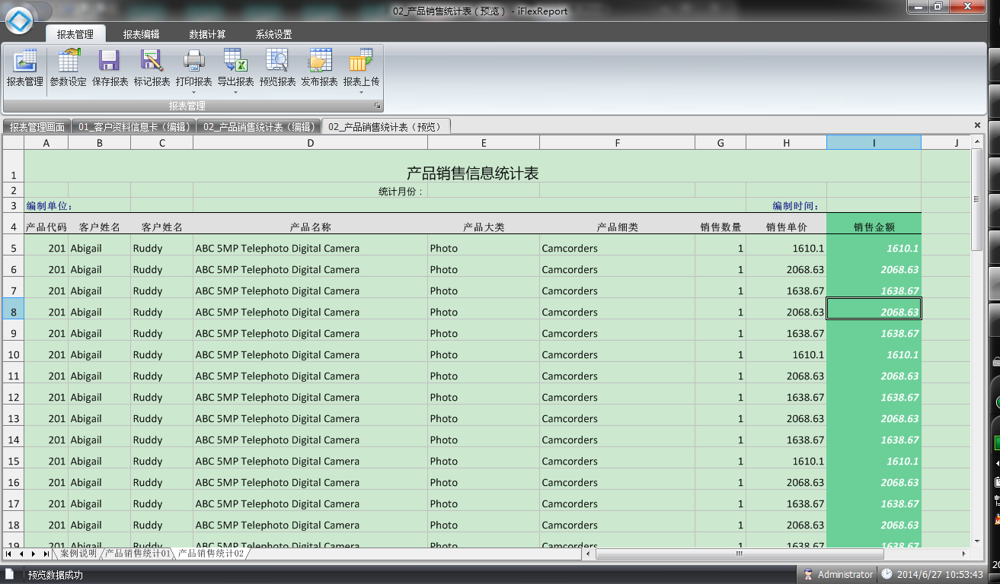 02_产品销售统计表（预览） - iFlexReport
报表管理 报表编辑 数据计算 系统设置
报表管理 参数设定 保存报表 标记报表 打印报表 导出报表 预览报表 发布报表 报表上传
报表管理
报表管理画面 01_客户资料信息卡（编辑） 02_产品销售统计表（编辑） 02_产品销售统计表（预览）
A B C D E F G H I J
1 产品销售信息统计表
2 统计月份：
3 编制单位： 编制时间：
4 产品代码 客户姓名 客户姓名 产品名称 产品大类 产品细类 销售数量 销售单价 销售金额
5 201 Abigail Ruddy ABC 5MP Telephoto Digital Camera Photo Camcorders 1 1610.1 1610.1
6 201 Abigail Ruddy ABC 5MP Telephoto Digital Camera Photo Camcorders 1 2068.63 2068.63
7 201 Abigail Ruddy ABC 5MP Telephoto Digital Camera Photo Camcorders 1 1638.67 1638.67
8 201 Abigail Ruddy ABC 5MP Telephoto Digital Camera Photo Camcorders 1 2068.63 2068.63
9 201 Abigail Ruddy ABC 5MP Telephoto Digital Camera Photo Camcorders 1 1638.67 1638.67
10 201 Abigail Ruddy ABC 5MP Telephoto Digital Camera Photo Camcorders 1 1610.1 1610.1
11 201 Abigail Ruddy ABC 5MP Telephoto Digital Camera Photo Camcorders 1 2068.63 2068.63
12 201 Abigail Ruddy ABC 5MP Telephoto Digital Camera Photo Camcorders 1 1638.67 1638.67
13 201 Abigail Ruddy ABC 5MP Telephoto Digital Camera Photo Camcorders 1 2068.63 2068.63
14 201 Abigail Ruddy ABC 5MP Telephoto Digital Camera Photo Camcorders 1 1638.67 1638.67
15 201 Abigail Ruddy ABC 5MP Telephoto Digital Camera Photo Camcorders 1 1610.1 1610.1
16 201 Abigail Ruddy ABC 5MP Telephoto Digital Camera Photo Camcorders 1 2068.63 2068.63
17 201 Abigail Ruddy ABC 5MP Telephoto Digital Camera Photo Camcorders 1 1638.67 1638.67
18 201 Abigail Ruddy ABC 5MP Telephoto Digital Camera Photo Camcorders 1 2068.63 2068.63
19 201 Abigail Ruddy ABC 5MP Telephoto Digital Camera Photo Camcorders 1 1638.67 1638.67
案例说明 产品销售统计01 产品销售统计02
预览数据成功 Administrator 2014/6/27 10:53:43